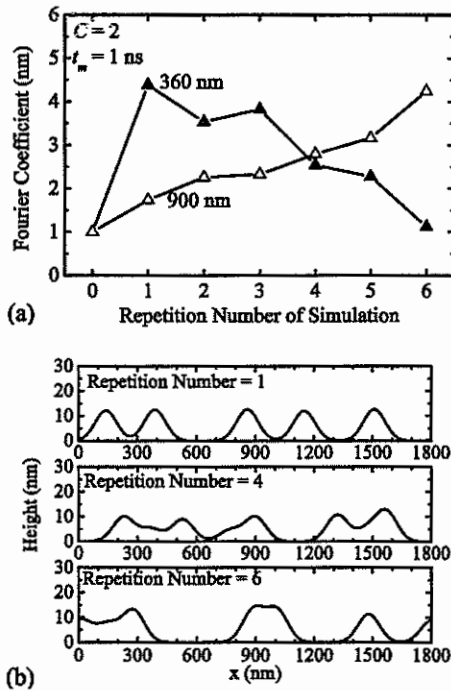 6
5
4
3
2
1
0
Fourier Coefficient (nm)
C = 2
t_m = 1 ns
360 nm
900 nm
0 1 2 3 4 5 6
(a)
Repetition Number of Simulation
30
20
10
0
Repetition Number = 1
0 300 600 900 1200 1500 1800
30
20
10
0
Repetition Number = 4
0 300 600 900 1200 1500 1800
Height (nm)
30
20
10
0
Repetition Number = 6
0 300 600 900 1200 1500 1800
(b)
x (nm)